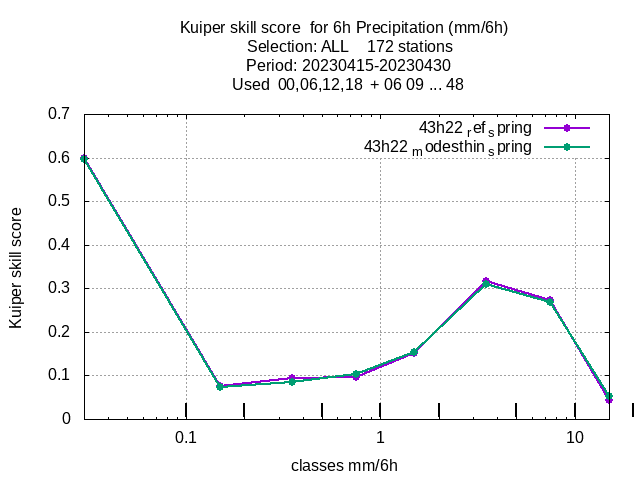 Kuiper skill score  for 6h Precipitation (mm/6h)
Selection: ALL    172 stations
Period: 20230415-20230430
Used  00,06,12,18  + 06 09 ... 48
43h22 ref spring
43h22 modesthin spring
0.7
0.6
0.5
0.4
0.3
0.2
0.1
0
Kuiper skill score
0.1 1 10
classes mm/6h